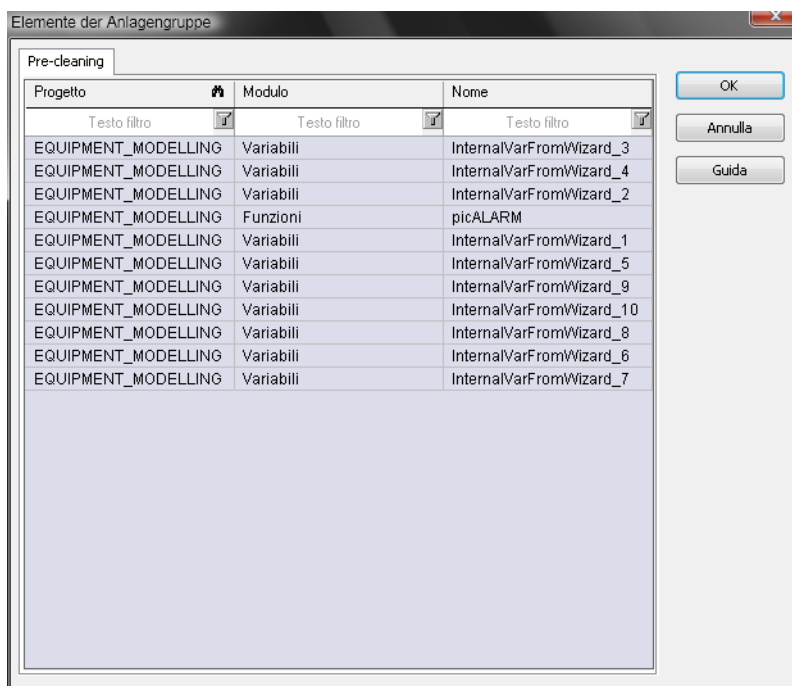 Elemente der Anlagengruppe
Pre-cleaning
Progetto Modulo Nome
Testo filtro Testo filtro Testo filtro
EQUIPMENT_MODELLING Variabili InternalVarFromWizard_3
EQUIPMENT_MODELLING Variabili InternalVarFromWizard_4
EQUIPMENT_MODELLING Variabili InternalVarFromWizard_2
EQUIPMENT_MODELLING Funzioni picALARM
EQUIPMENT_MODELLING Variabili InternalVarFromWizard_1
EQUIPMENT_MODELLING Variabili InternalVarFromWizard_5
EQUIPMENT_MODELLING Variabili InternalVarFromWizard_9
EQUIPMENT_MODELLING Variabili InternalVarFromWizard_10
EQUIPMENT_MODELLING Variabili InternalVarFromWizard_8
EQUIPMENT_MODELLING Variabili InternalVarFromWizard_6
EQUIPMENT_MODELLING Variabili InternalVarFromWizard_7
OK
Annulla
Guida